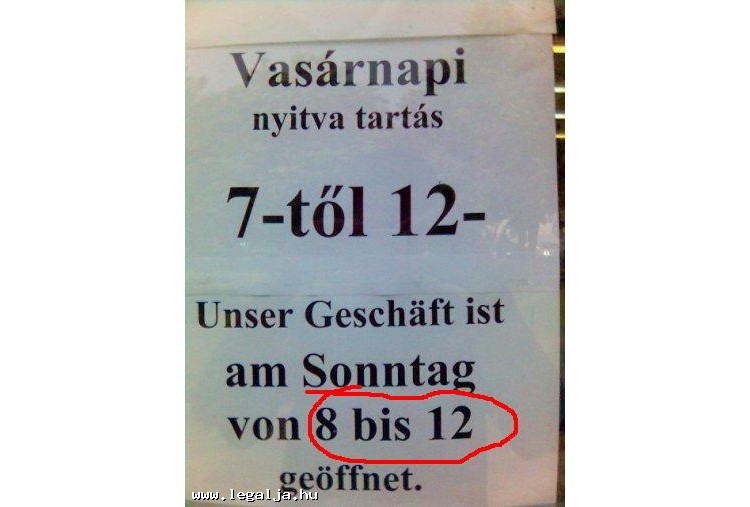 Vasárnapi
nyitva tartás
7-től 12-
Unser Geschäft ist
am Sonntag
von 8 bis 12
geöffnet.
www.legalja.hu